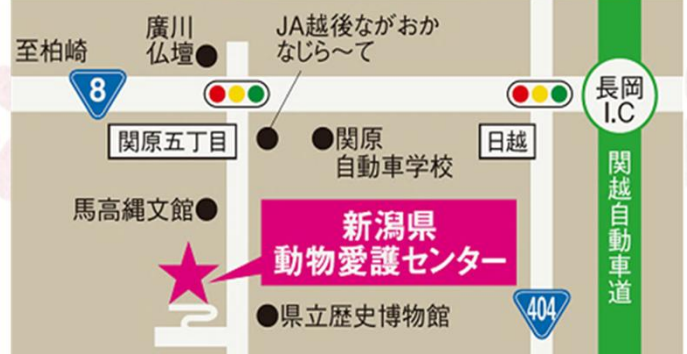 廣川
仏壇
JA越後ながおか
なじら〜て
至柏崎
8
長岡
I.C
関原五丁目
関原
自動車学校
日越
関越自動車道
馬高縄文館
新潟県
動物愛護センター
県立歴史博物館
404